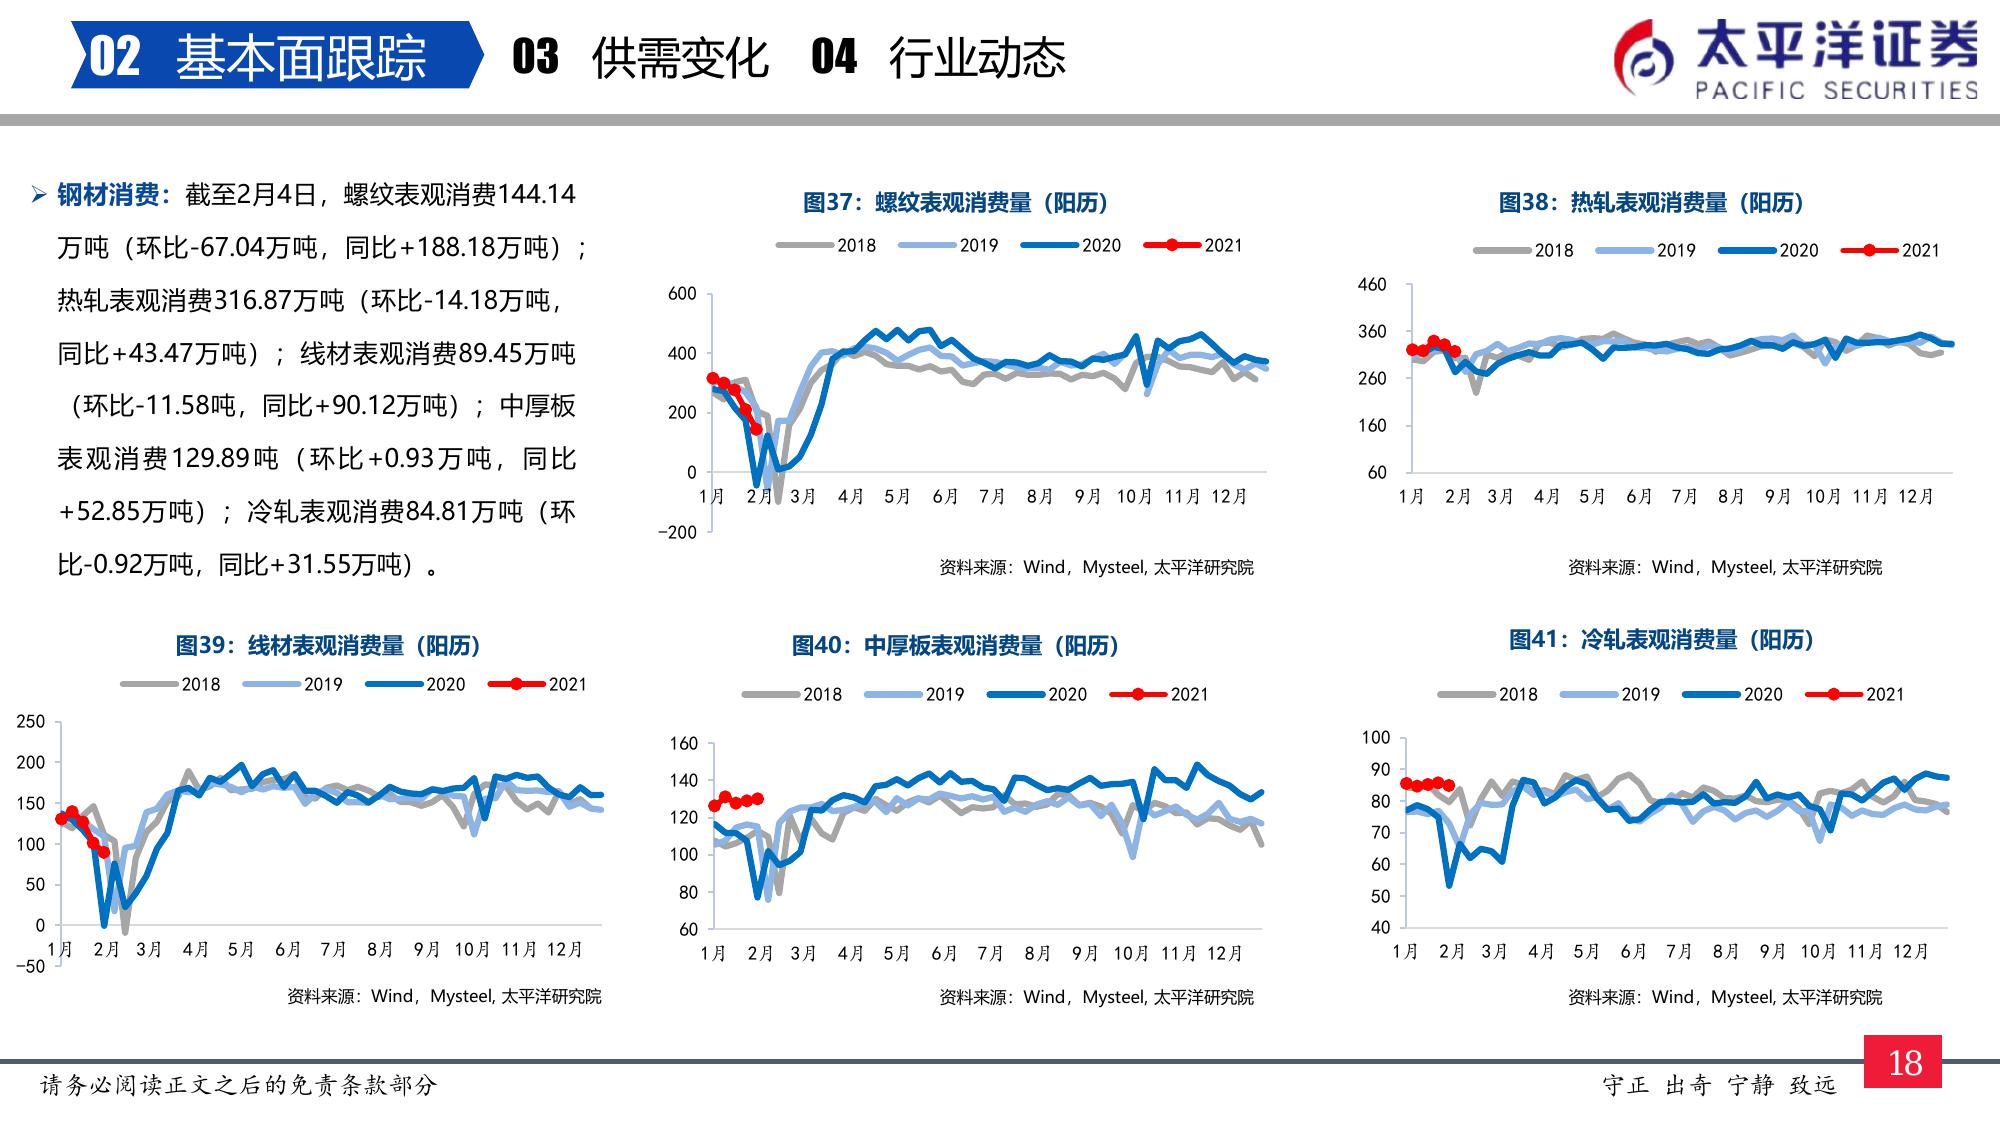 02 基本面跟踪 03 供需变化 04 行业动态
太平洋证券
PACIFIC SECURITIES
➢ 钢材消费：截至2月4日，螺纹表观消费144.14
万吨（环比-67.04万吨，同比+188.18万吨）；
热轧表观消费316.87万吨（环比-14.18万吨，
同比+43.47万吨）；线材表观消费89.45万吨
（环比-11.58吨，同比+90.12万吨）；中厚板
表观消费129.89吨（环比+0.93万吨，同比
+52.85万吨）；冷轧表观消费84.81万吨（环
比-0.92万吨，同比+31.55万吨）。
图37：螺纹表观消费量（阳历）
2018 2019 2020 2021
600
400
200
0
-200
1月 2月 3月 4月 5月 6月 7月 8月 9月 10月 11月 12月
资料来源：Wind，Mysteel, 太平洋研究院
图38：热轧表观消费量（阳历）
2018 2019 2020 2021
460
360
260
160
60
1月 2月 3月 4月 5月 6月 7月 8月 9月 10月 11月 12月
资料来源：Wind，Mysteel, 太平洋研究院
图39：线材表观消费量（阳历）
2018 2019 2020 2021
250
200
150
100
50
0
-50
1月 2月 3月 4月 5月 6月 7月 8月 9月 10月 11月 12月
资料来源：Wind，Mysteel, 太平洋研究院
图40：中厚板表观消费量（阳历）
2018 2019 2020 2021
160
140
120
100
80
60
1月 2月 3月 4月 5月 6月 7月 8月 9月 10月 11月 12月
资料来源：Wind，Mysteel, 太平洋研究院
图41：冷轧表观消费量（阳历）
2018 2019 2020 2021
100
90
80
70
60
50
40
1月 2月 3月 4月 5月 6月 7月 8月 9月 10月 11月 12月
资料来源：Wind，Mysteel, 太平洋研究院
请务必阅读正文之后的免责条款部分
守正 出奇 宁静 致远
18